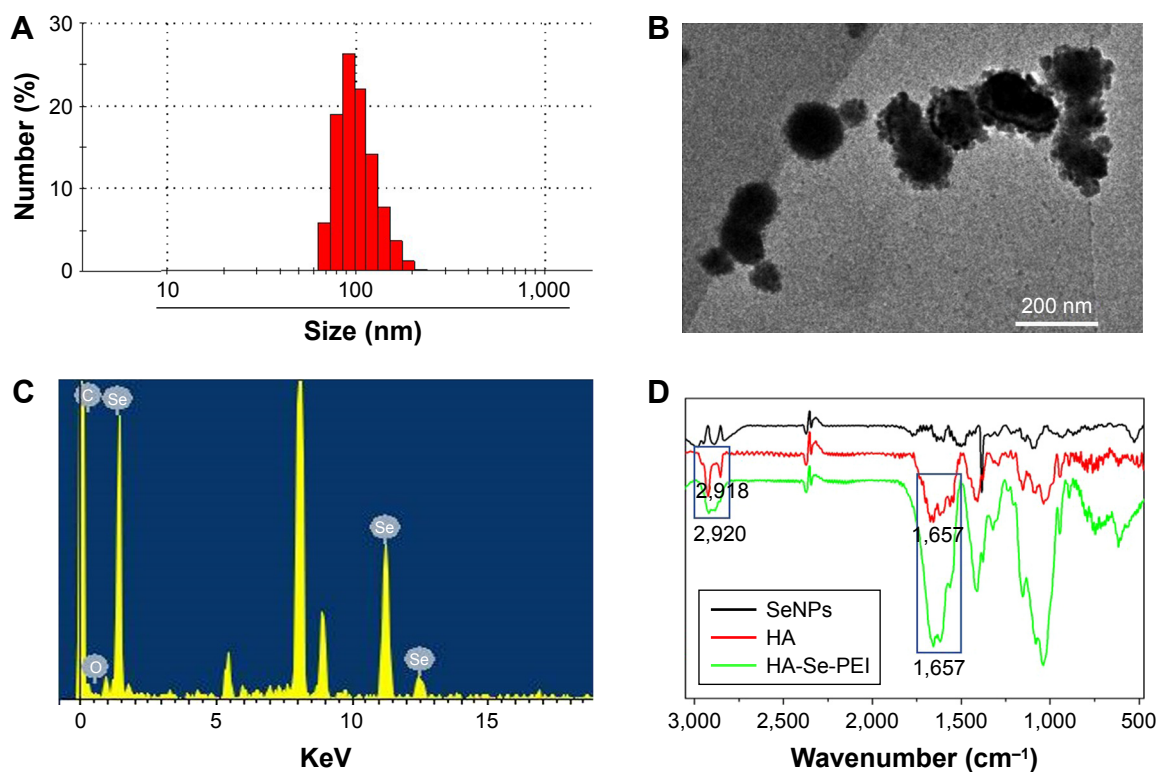 A
30
20
10
0
Number (%)
10 100 1,000
Size (nm)
B
200 nm
C
C Se
Se
O
Se
0 5 10 15
KeV
D
2,918
2,920
1,657
1,657
SeNPs
HA
HA-Se-PEI
3,000 2,500 2,000 1,500 1,000 500
Wavenumber (cm⁻¹)